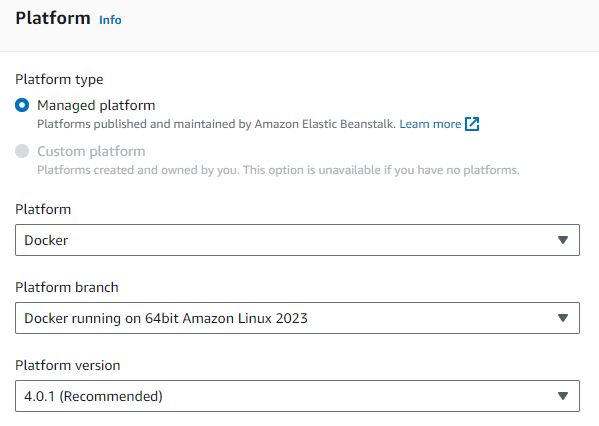 Platform Info
Platform type
Managed platform
Platforms published and maintained by Amazon Elastic Beanstalk. Learn more
Custom platform
Platforms created and owned by you. This option is unavailable if you have no platforms.
Platform
Docker
Platform branch
Docker running on 64bit Amazon Linux 2023
Platform version
4.0.1 (Recommended)